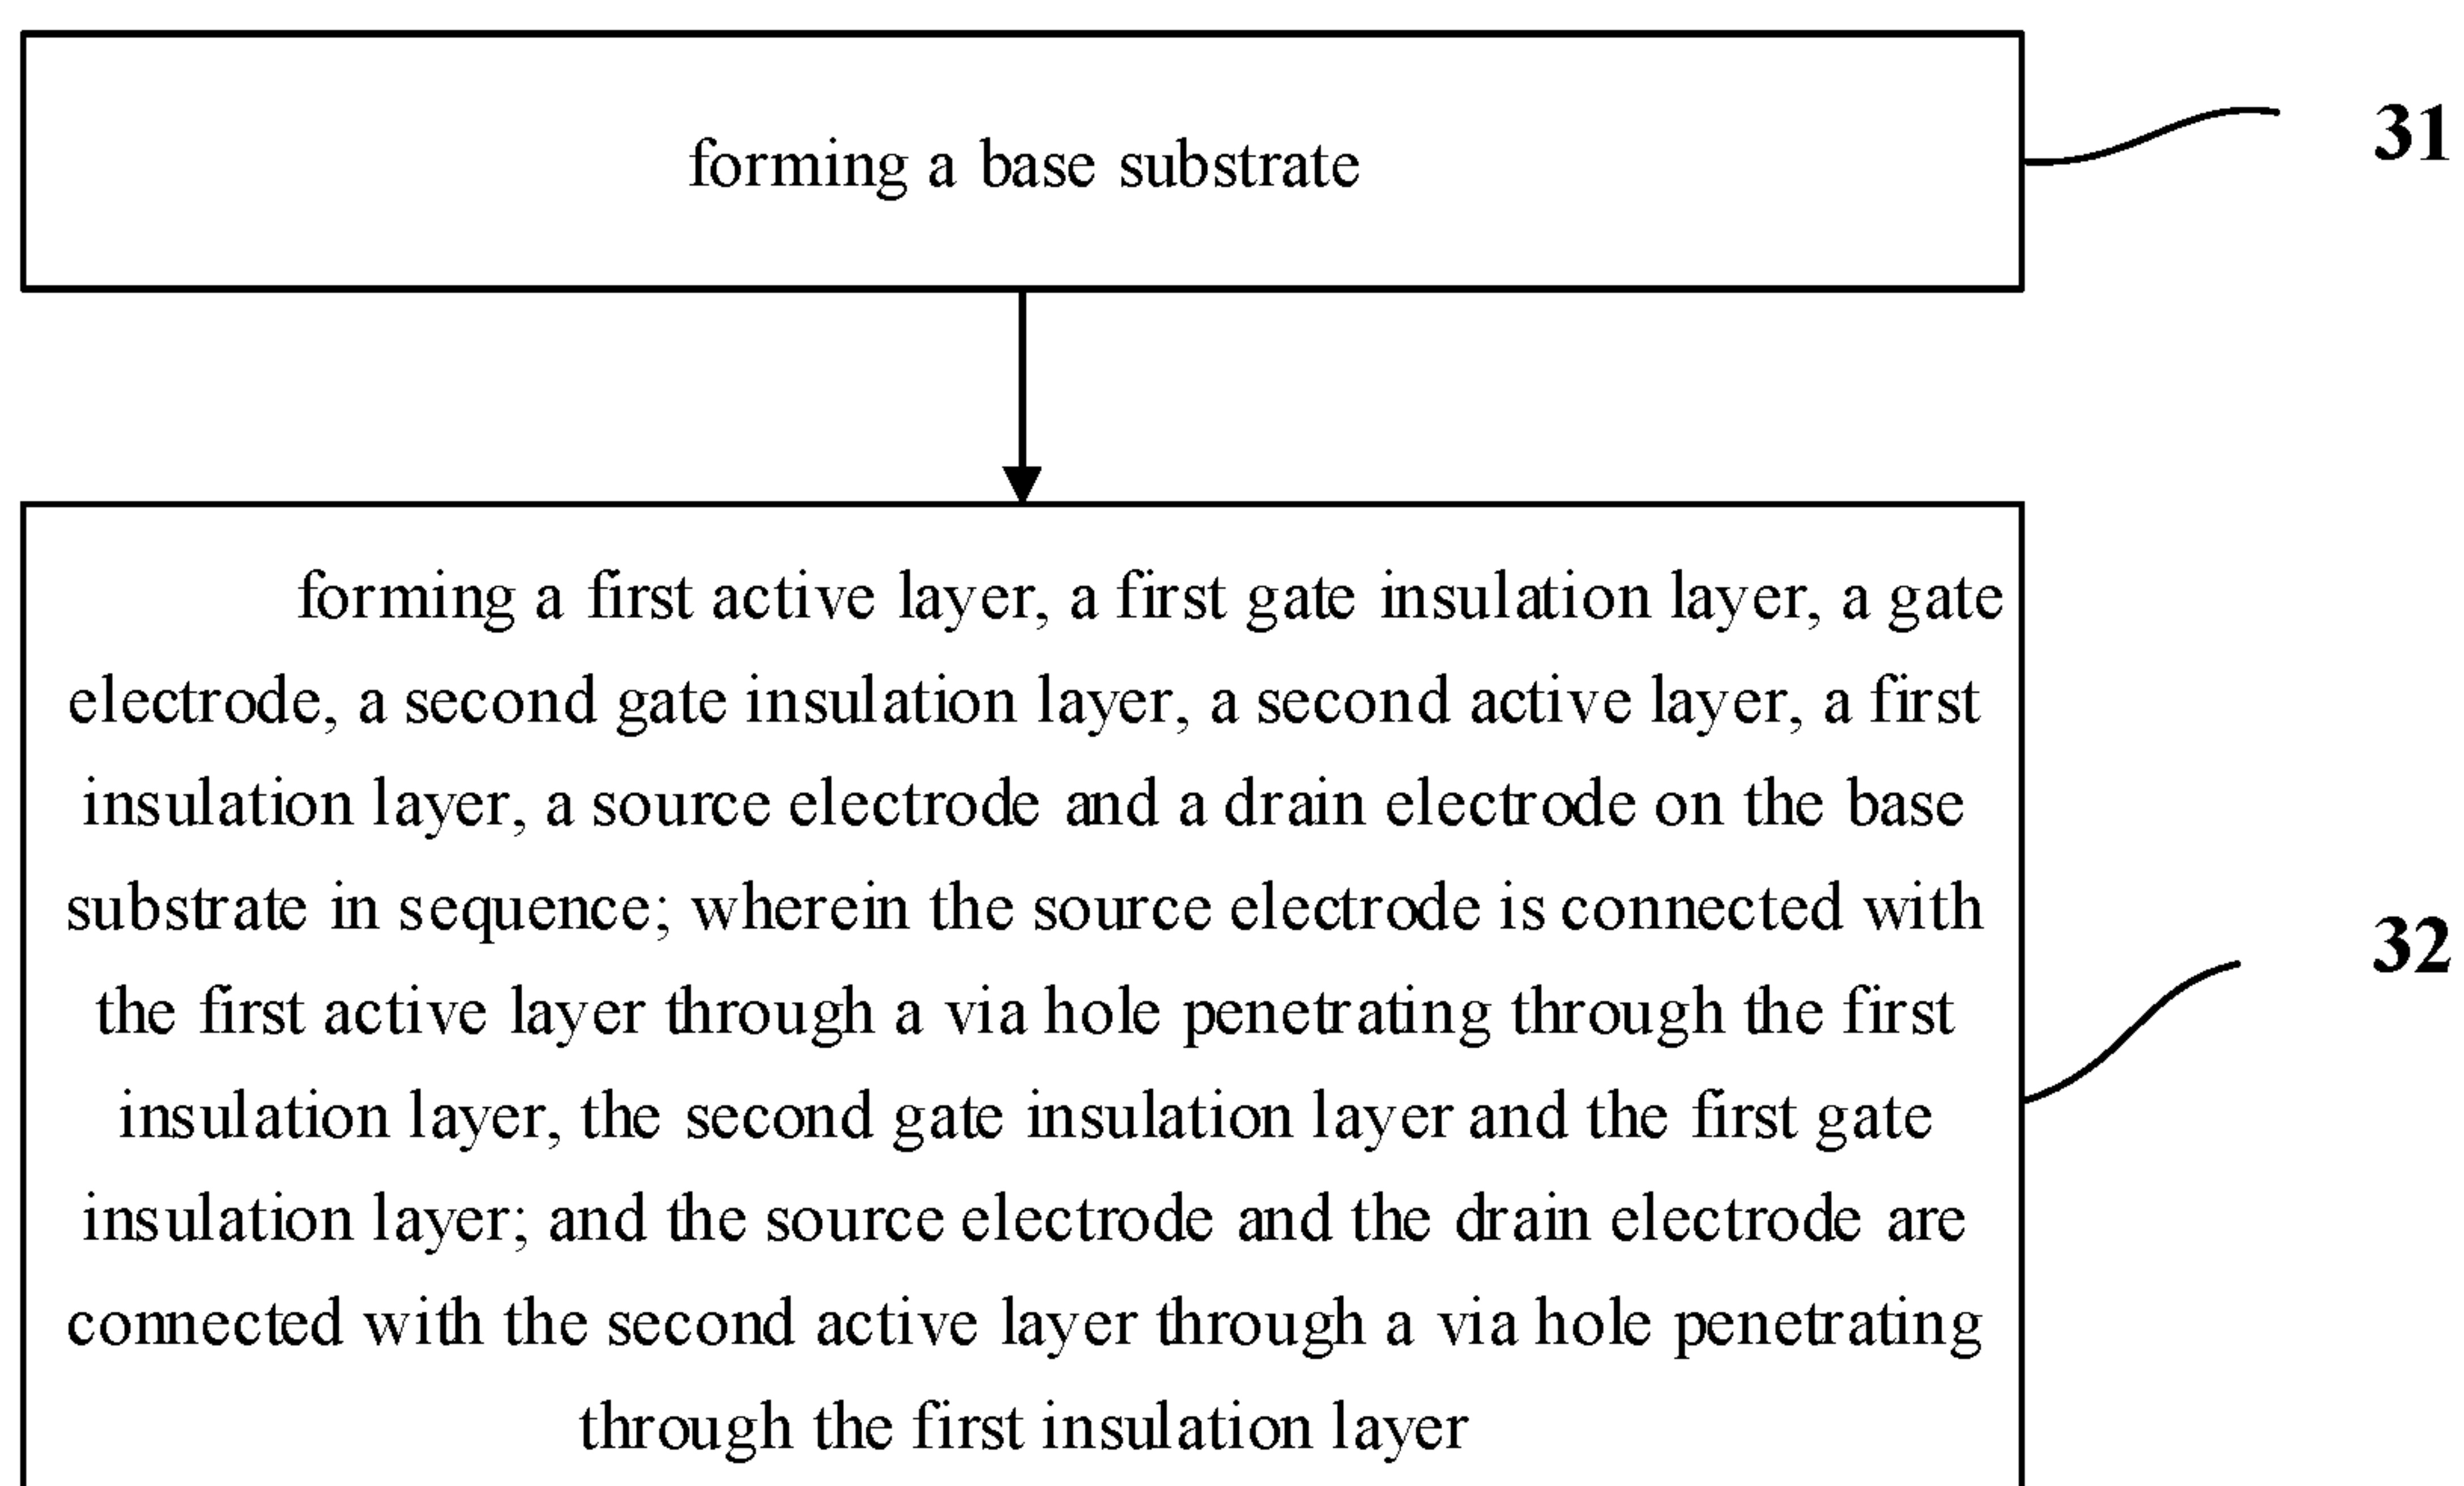 forming a base substrate
31
forming a first active layer, a first gate insulation layer, a gate
electrode, a second gate insulation layer, a second active layer, a first
insulation layer, a source electrode and a drain electrode on the base
substrate in sequence; wherein the source electrode is connected with
the first active layer through a via hole penetrating through the first
insulation layer, the second gate insulation layer and the first gate
insulation layer; and the source electrode and the drain electrode are
connected with the second active layer through a via hole penetrating
through the first insulation layer
32